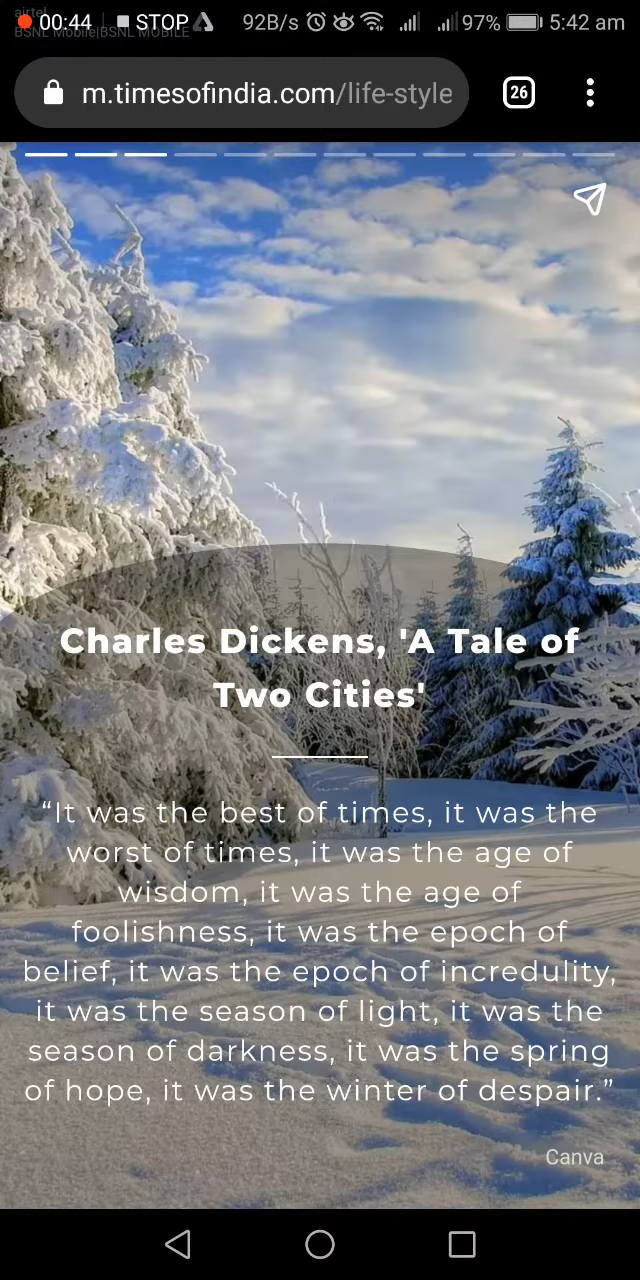 airtel
BSNL Mobile|BSNL MOBILE
00:44 STOP 92B/s 97% 5:42 am
m.timesofindia.com/life-style 26
Charles Dickens, 'A Tale of
Two Cities'
“It was the best of times, it was the
worst of times, it was the age of
wisdom, it was the age of
foolishness, it was the epoch of
belief, it was the epoch of incredulity,
it was the season of light, it was the
season of darkness, it was the spring
of hope, it was the winter of despair.”
Canva